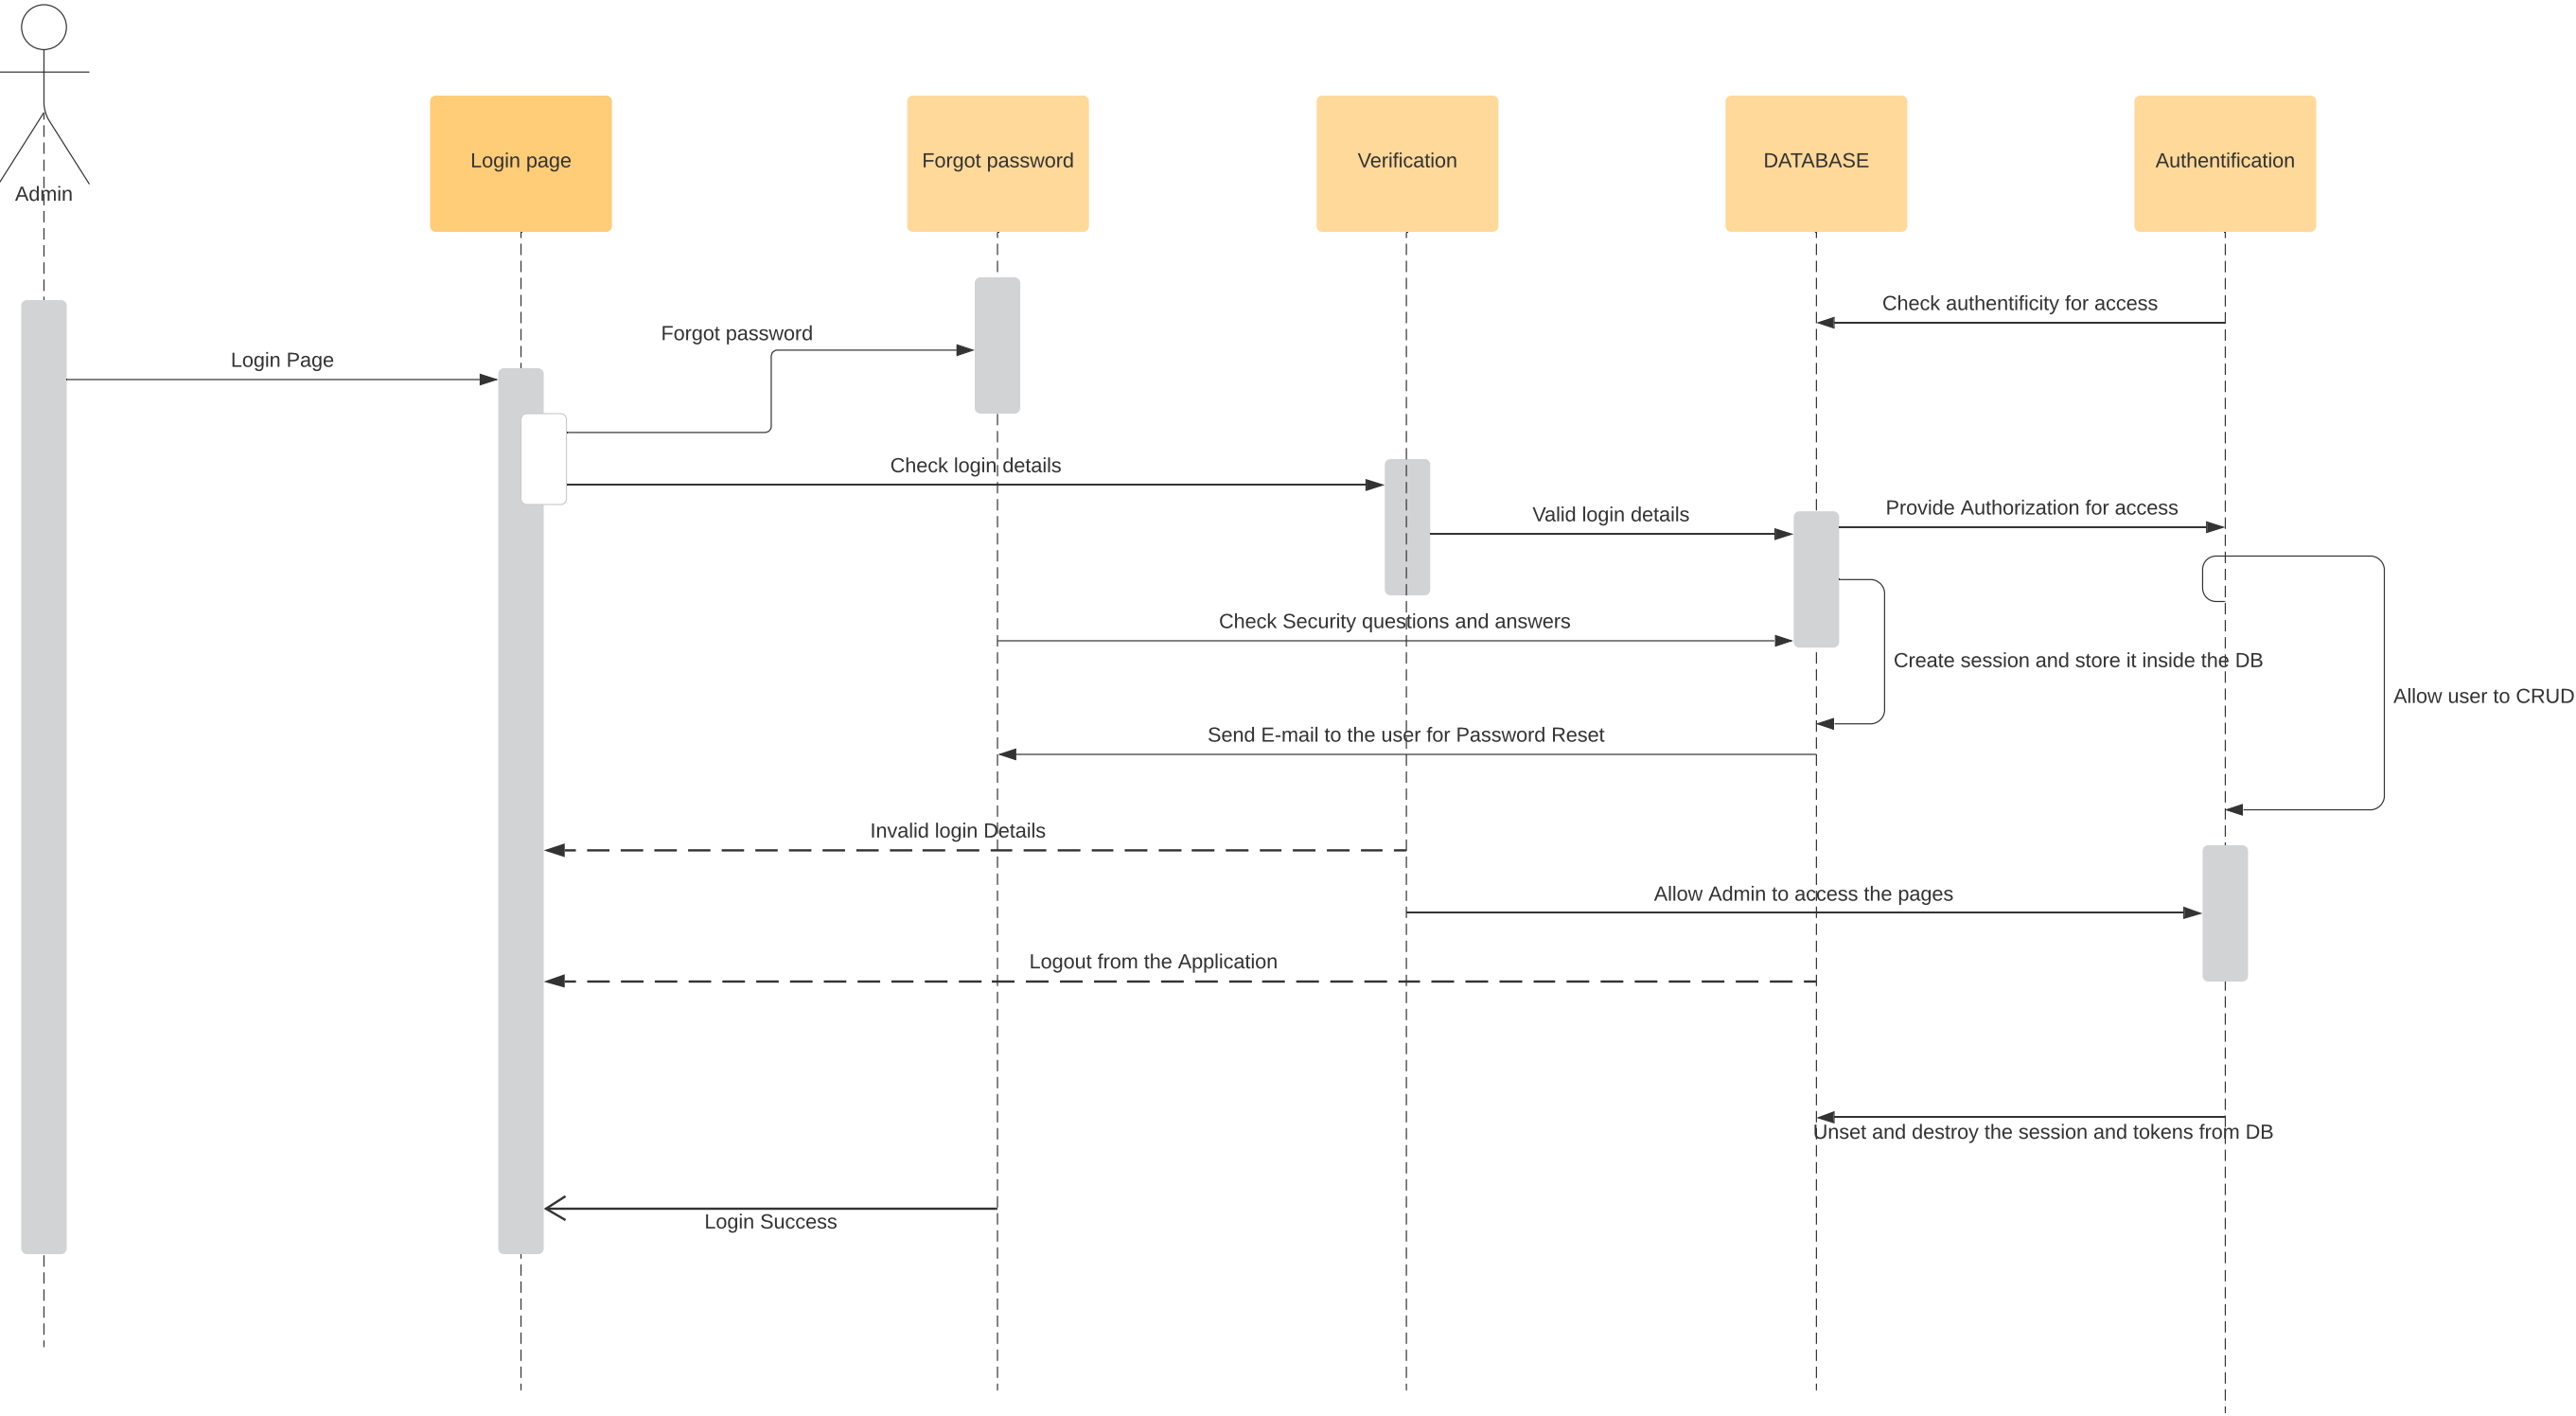 Admin
Login page
Forgot password
Verification
DATABASE
Authentification
Check authentificity for access
Forgot password
Login Page
Check login details
Valid login details
Provide Authorization for access
Check Security questions and answers
Create session and store it inside the DB
Allow user to CRUD
Send E-mail to the user for Password Reset
Invalid login Details
Allow Admin to access the pages
Logout from the Application
Unset and destroy the session and tokens from DB
Login Success